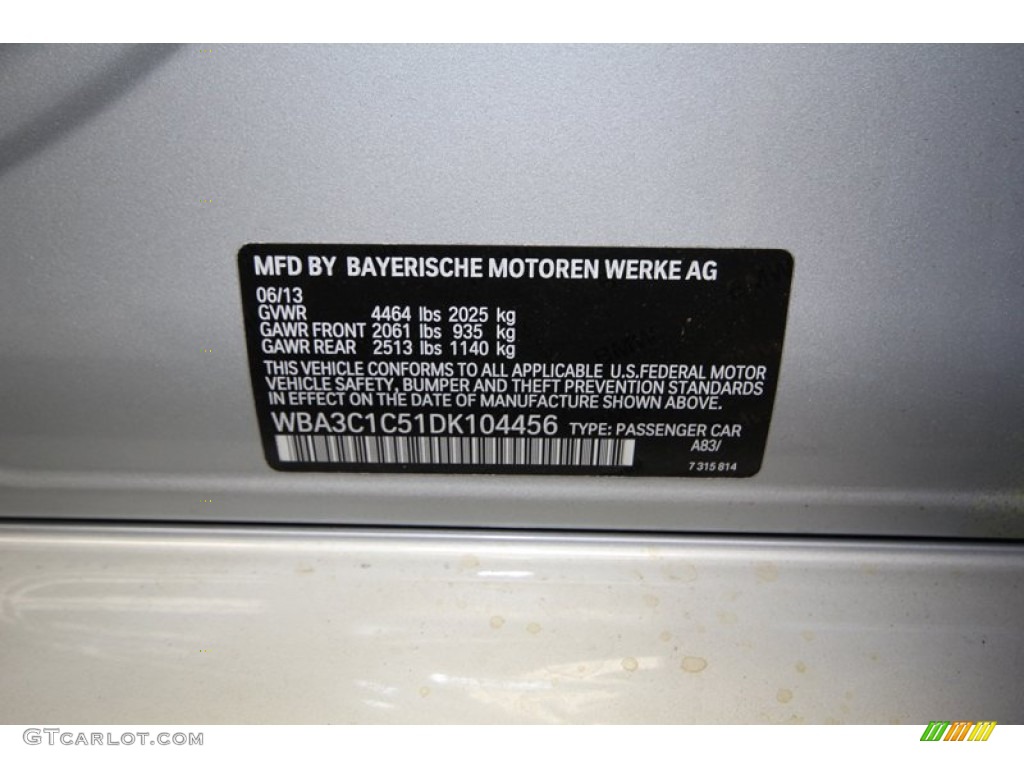 MFD BY BAYERISCHE MOTOREN WERKE AG
06/13
GVWR 4464 lbs 2025 kg
GAWR FRONT 2061 lbs 935 kg
GAWR REAR 2513 lbs 1140 kg
THIS VEHICLE CONFORMS TO ALL APPLICABLE U.S.FEDERAL MOTOR
VEHICLE SAFETY, BUMPER AND THEFT PREVENTION STANDARDS
IN EFFECT ON THE DATE OF MANUFACTURE SHOWN ABOVE.
WBA3C1C51DK104456 TYPE: PASSENGER CAR
A83/
7 315 814
GTCarLot.com